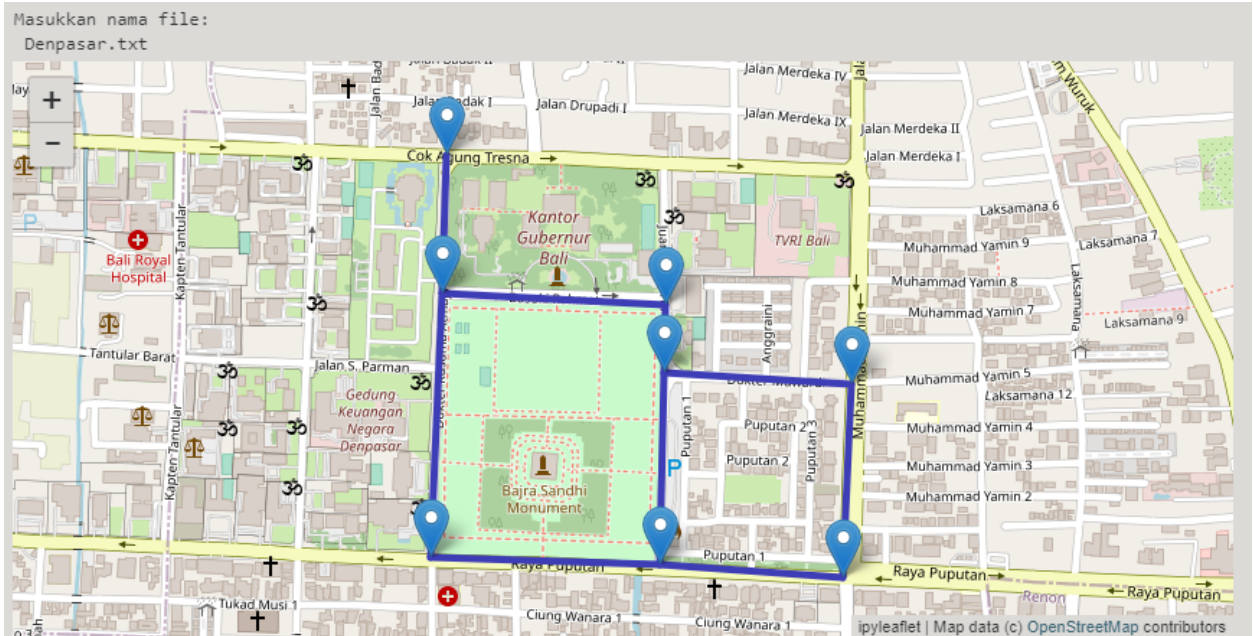 Masukkan nama file:
Denpasar.txt
+
−
Jalan Merdeka IV
Jalan Badak I
Jalan Drupadi I
Jalan Merdeka IX
Jalan Merdeka II
Jalan Merdeka I
Cok Agung Tresna
Kapten Tantular
Bali Royal
Hospital
Kantor
Gubernur
Bali
TVRI Bali
Laksamana 6
Laksamana 7
Muhammad Yamin 9
Muhammad Yamin 8
Muhammad Yamin 7
Laksamana
Laksamana 9
Anggraini
Tantular Barat
Jalan S. Parman
Muhammad Yamin 5
Laksamana 12
Gedung
Keuangan
Negara
Denpasar
Kapten Tantular
Puputan 1
Puputan 2
Puputan 2
Puputan 3
P
P
Muhammad Yamin 4
Muhammad Yamin 3
Muhammad Yamin 2
Bajra Sandhi
Monument
Puputan 1
Raya Puputan
Raya Puputan
Raya Puputan
Renon
Tukad Musi 1
Ciung Wanara 1
Ciung Wanara 1
ipyleaflet | Map data (c) OpenStreetMap contributors